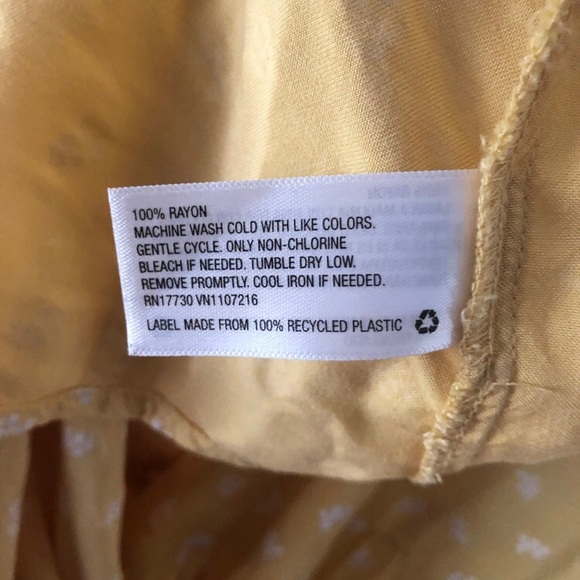 100% RAYON
MACHINE WASH COLD WITH LIKE COLORS.
GENTLE CYCLE. ONLY NON-CHLORINE
BLEACH IF NEEDED. TUMBLE DRY LOW.
REMOVE PROMPTLY. COOL IRON IF NEEDED.
RN17730 VN1107216
LABEL MADE FROM 100% RECYCLED PLASTIC